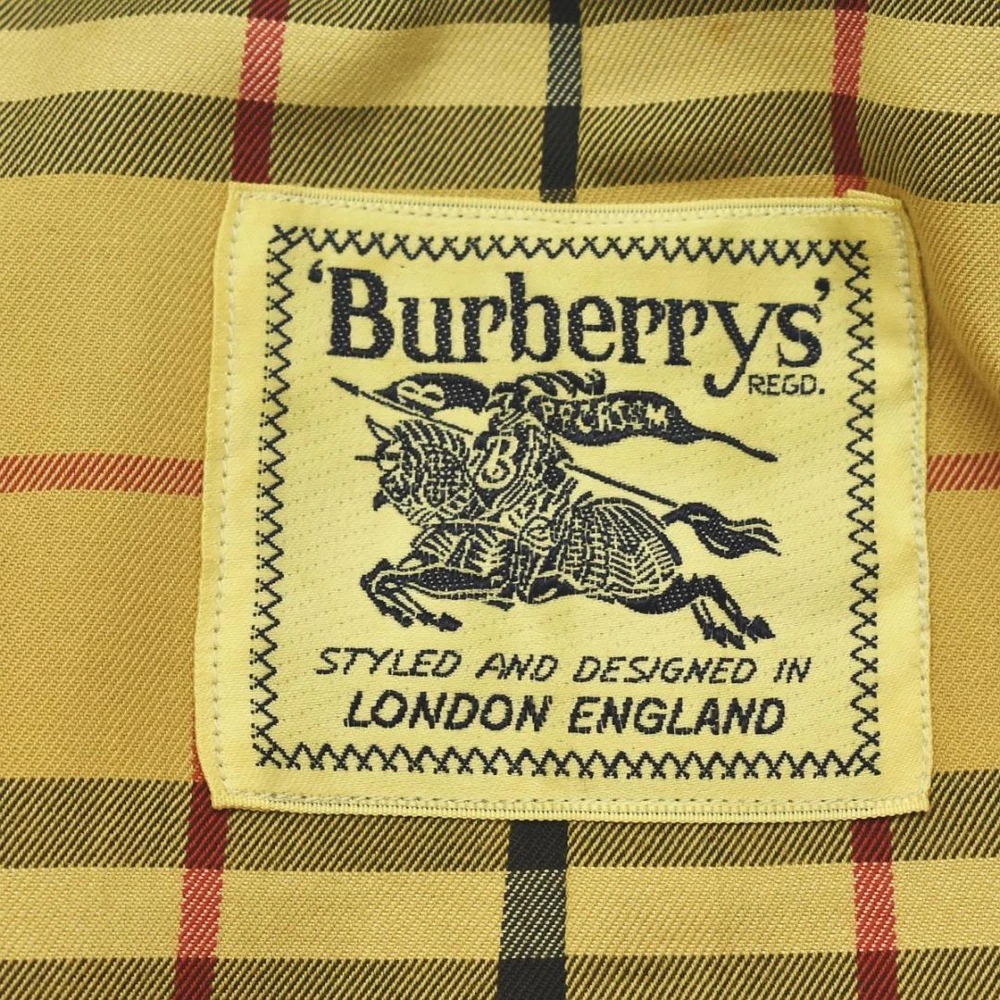 'Burberrys'
REGD.
B
PRORSUM
B
STYLED AND DESIGNED IN
LONDON ENGLAND